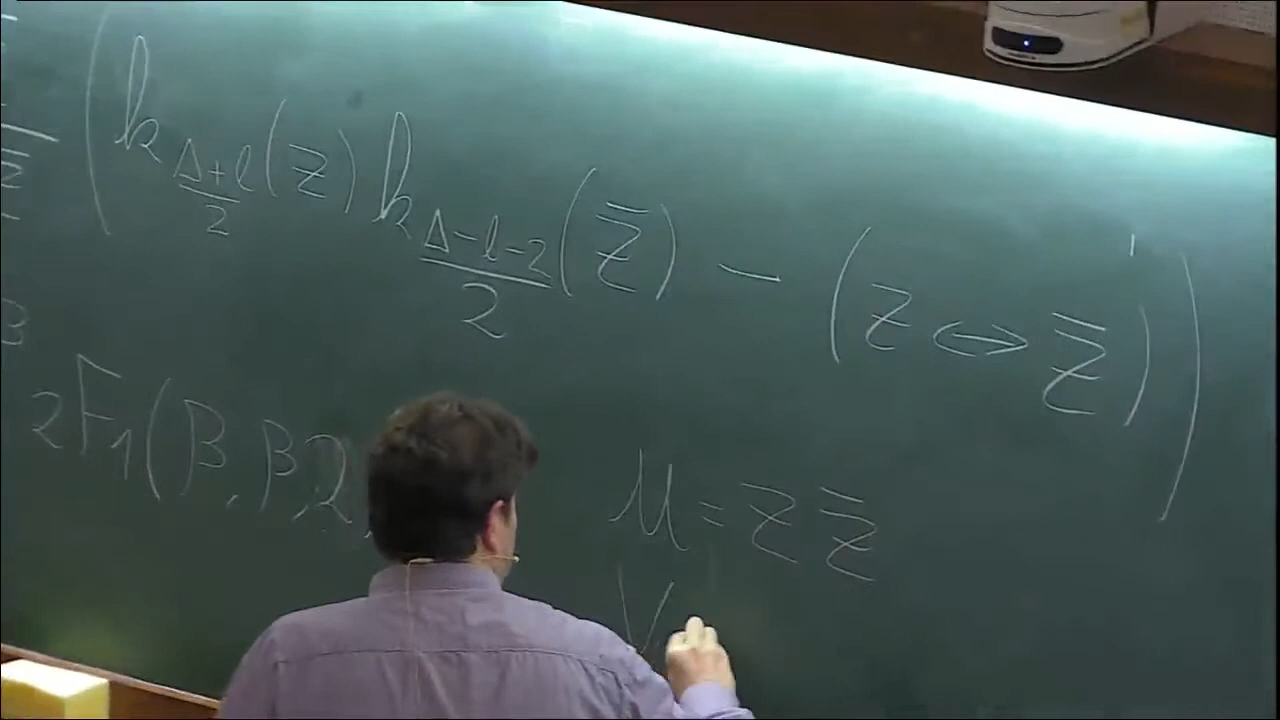 z̄ ( k_{Δ+ℓ/2}(z) k_{Δ-ℓ-2/2}(z̄) - (z ↔ z̄) )
₂F₁(β, β, 2
u = z z̄
V